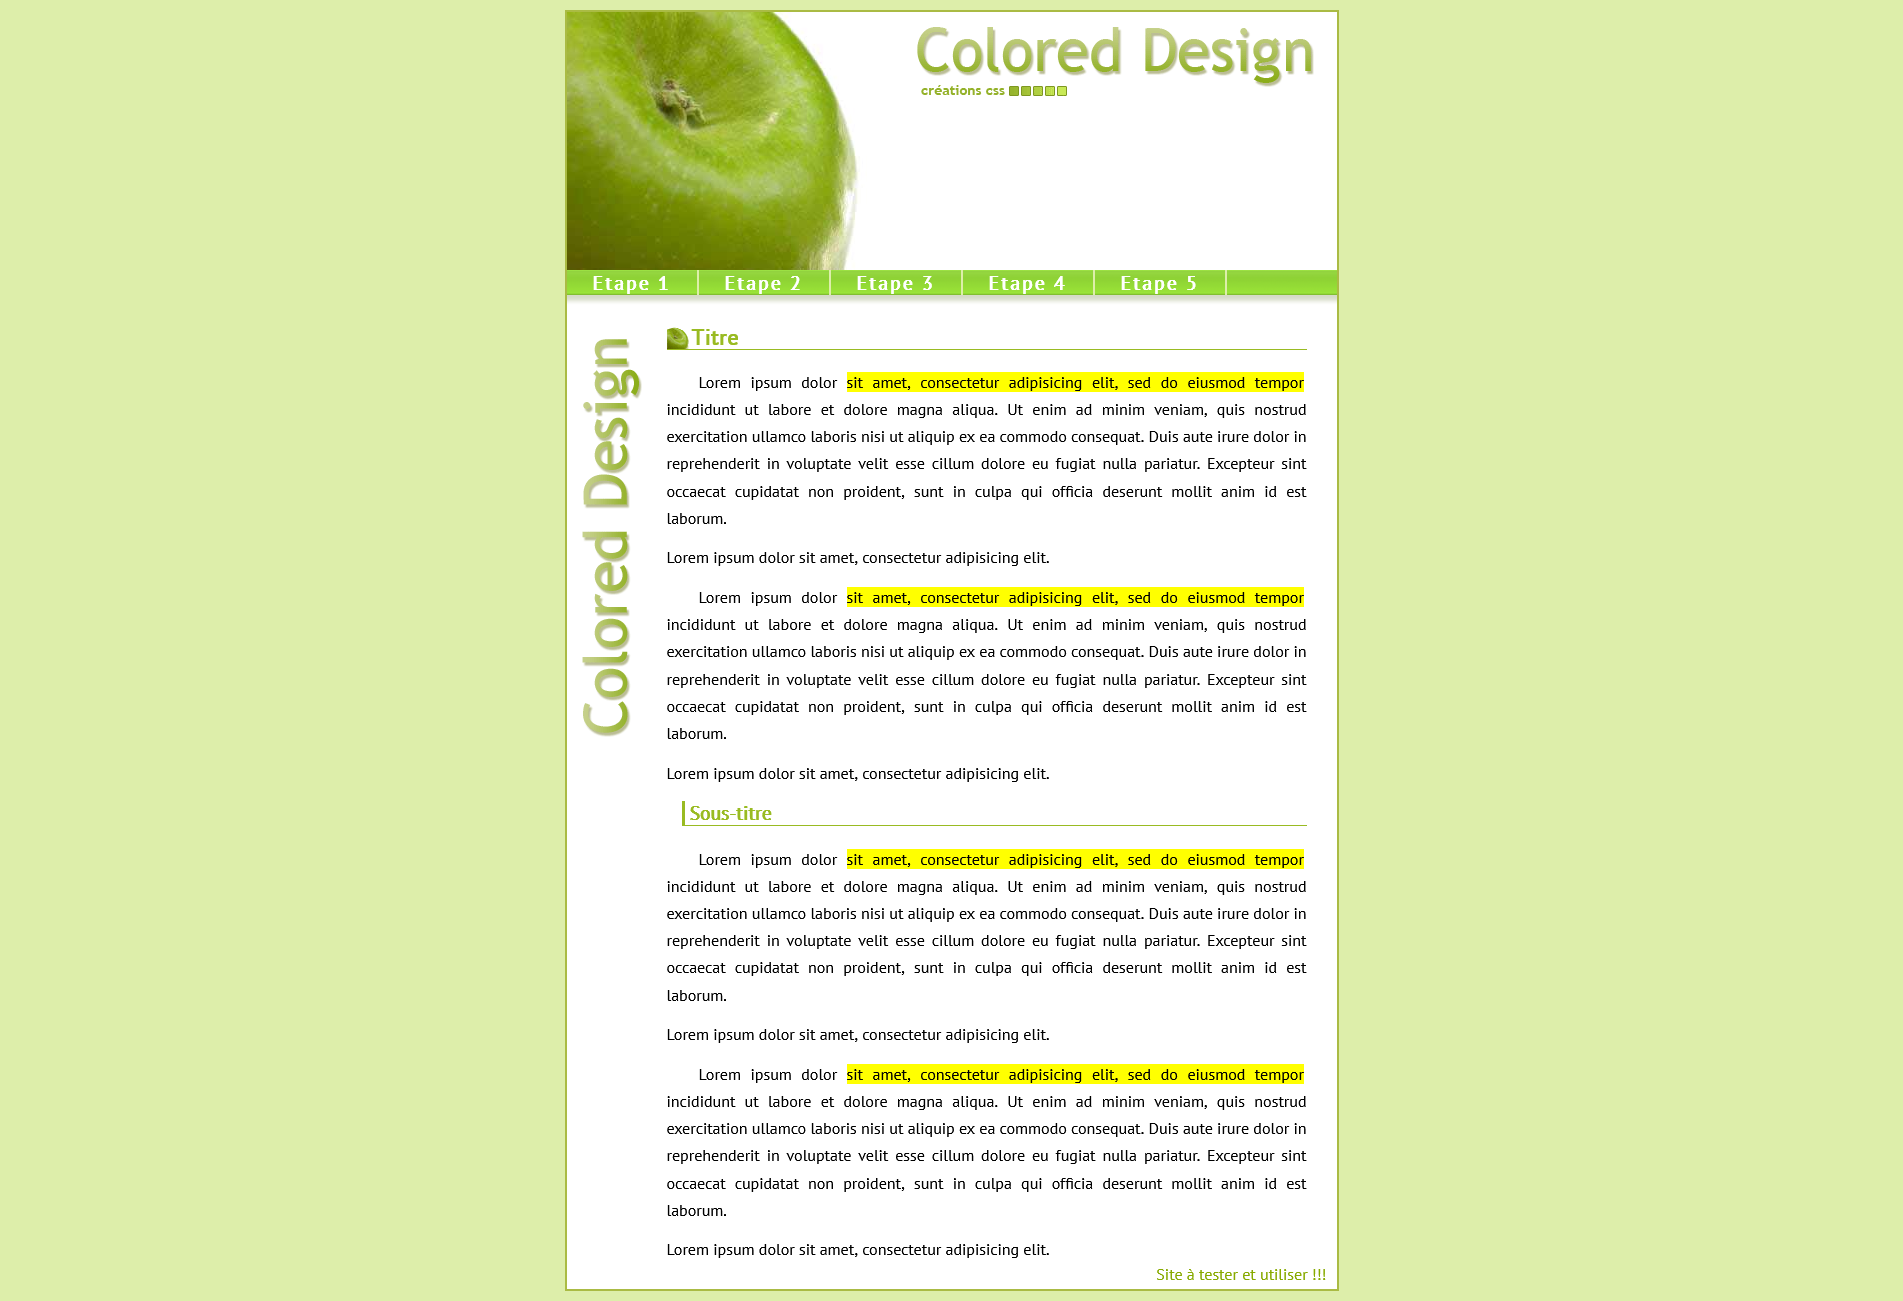 Colored Design
créations css
Etape 1 Etape 2 Etape 3 Etape 4 Etape 5
Colored Design
Titre
Lorem ipsum dolor sit amet, consectetur adipisicing elit, sed do eiusmod tempor
incididunt ut labore et dolore magna aliqua. Ut enim ad minim veniam, quis nostrud
exercitation ullamco laboris nisi ut aliquip ex ea commodo consequat. Duis aute irure dolor in
reprehenderit in voluptate velit esse cillum dolore eu fugiat nulla pariatur. Excepteur sint
occaecat cupidatat non proident, sunt in culpa qui officia deserunt mollit anim id est
laborum.
Lorem ipsum dolor sit amet, consectetur adipisicing elit.
Lorem ipsum dolor sit amet, consectetur adipisicing elit, sed do eiusmod tempor
incididunt ut labore et dolore magna aliqua. Ut enim ad minim veniam, quis nostrud
exercitation ullamco laboris nisi ut aliquip ex ea commodo consequat. Duis aute irure dolor in
reprehenderit in voluptate velit esse cillum dolore eu fugiat nulla pariatur. Excepteur sint
occaecat cupidatat non proident, sunt in culpa qui officia deserunt mollit anim id est
laborum.
Lorem ipsum dolor sit amet, consectetur adipisicing elit.
Sous-titre
Lorem ipsum dolor sit amet, consectetur adipisicing elit, sed do eiusmod tempor
incididunt ut labore et dolore magna aliqua. Ut enim ad minim veniam, quis nostrud
exercitation ullamco laboris nisi ut aliquip ex ea commodo consequat. Duis aute irure dolor in
reprehenderit in voluptate velit esse cillum dolore eu fugiat nulla pariatur. Excepteur sint
occaecat cupidatat non proident, sunt in culpa qui officia deserunt mollit anim id est
laborum.
Lorem ipsum dolor sit amet, consectetur adipisicing elit.
Lorem ipsum dolor sit amet, consectetur adipisicing elit, sed do eiusmod tempor
incididunt ut labore et dolore magna aliqua. Ut enim ad minim veniam, quis nostrud
exercitation ullamco laboris nisi ut aliquip ex ea commodo consequat. Duis aute irure dolor in
reprehenderit in voluptate velit esse cillum dolore eu fugiat nulla pariatur. Excepteur sint
occaecat cupidatat non proident, sunt in culpa qui officia deserunt mollit anim id est
laborum.
Lorem ipsum dolor sit amet, consectetur adipisicing elit.
Site à tester et utiliser !!!